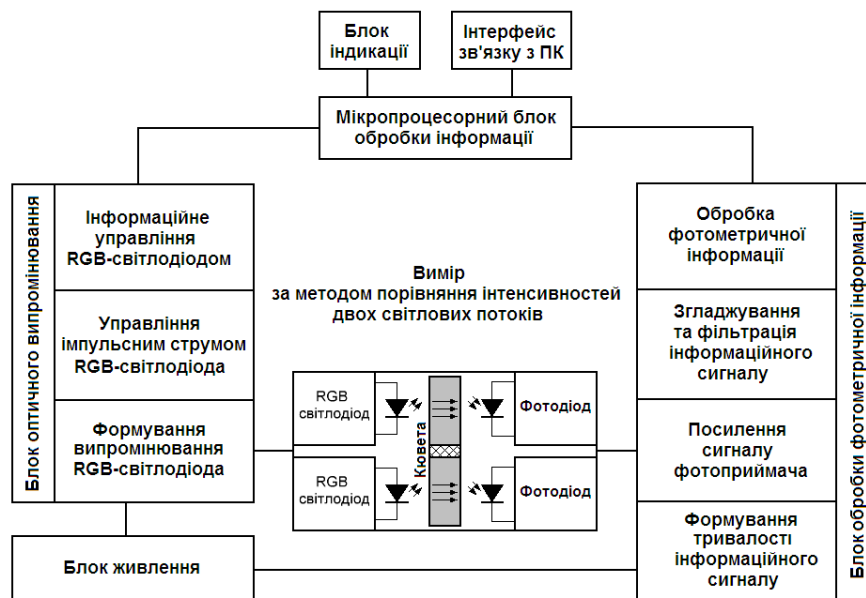 Блок
індикації
Інтерфейс
зв'язку з ПК
Мікропроцесорний блок
обробки інформації
Блок оптичного випромінювання
Інформаційне
управління
RGB-світлодіодом
Управління
імпульсним струмом
RGB-світлодіода
Формування
випромінювання
RGB-світлодіода
Вимір
за методом порівняння інтенсивностей
двох світлових потоків
RGB
світлодіод
RGB
світлодіод
Кювета
Фотодіод
Фотодіод
Обробка
фотометричної
інформації
Згладжування
та фільтрація
інформаційного
сигналу
Посилення
сигналу
фотоприймача
Формування
тривалості
інформаційного
сигналу
Блок обробки фотометричної інформації
Блок живлення